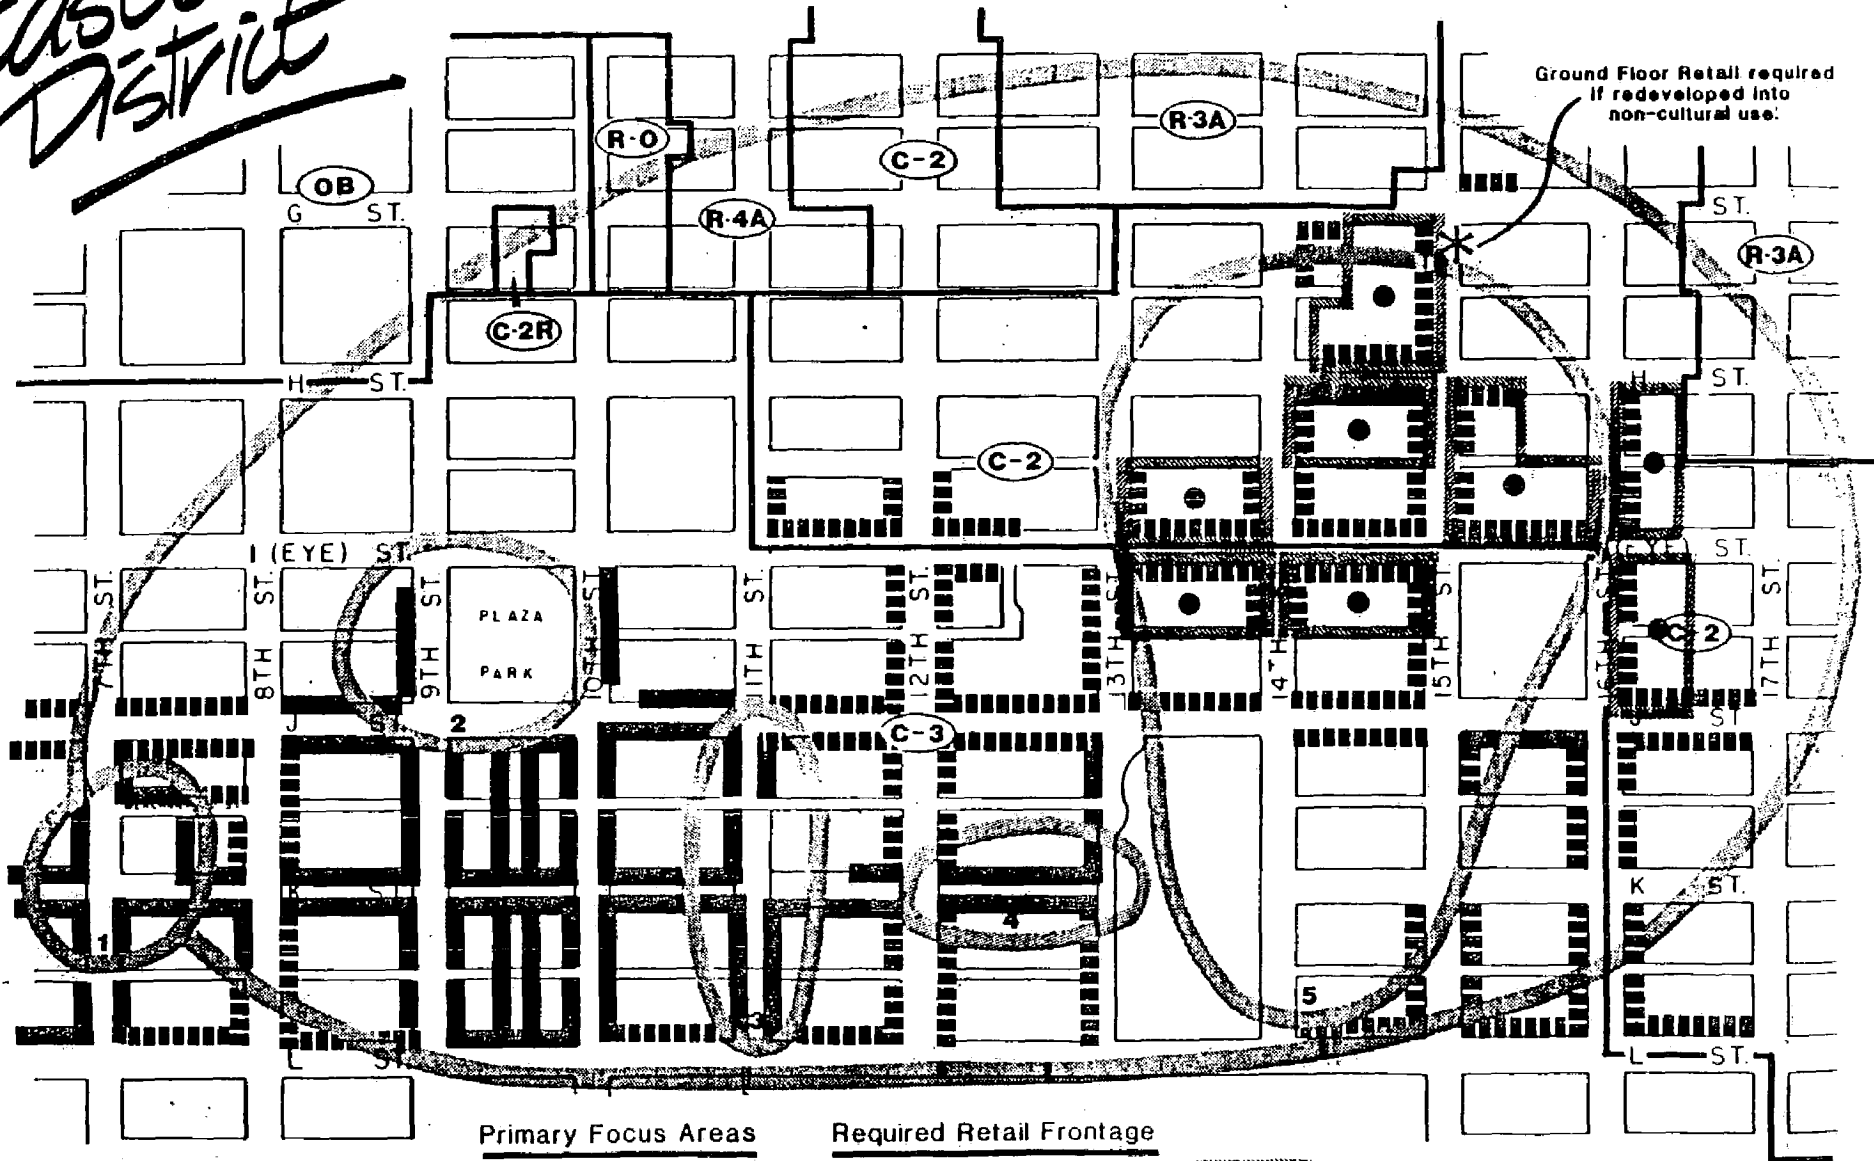 District
Ground Floor Retail required
if redeveloped into
non-cultural use.
R-O
C-2
R-3A
OB
G ST.
R-4A
ST.
R-3A
C-2R
H ST.
H ST.
C-2
I (EYE) ST.
(EYE) ST.
7TH ST.
8TH ST.
9TH ST.
10TH ST.
11TH ST.
12TH ST.
13TH ST.
14TH ST.
15TH ST.
16TH ST.
17TH ST.
PLAZA
PARK
C-2
J ST.
2
J ST
C-3
K ST.
K ST.
1
4
3
5
L ST.
L ST.
Primary Focus Areas
Required Retail Frontage